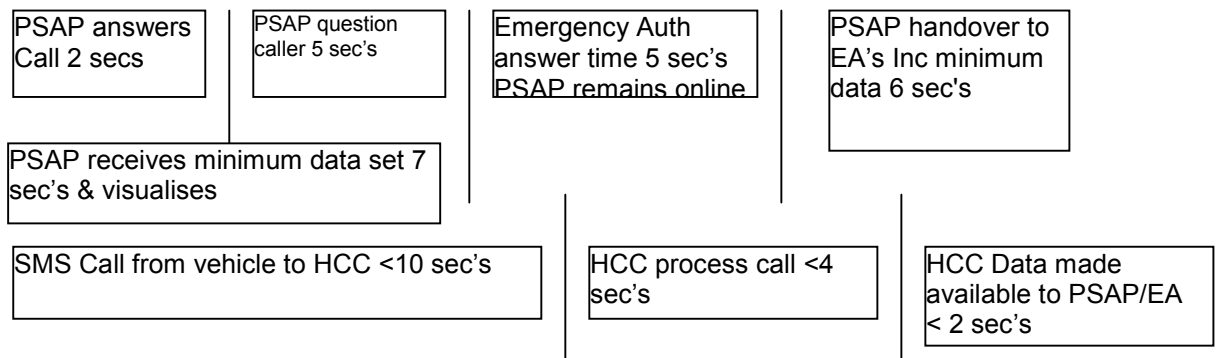 PSAP answers
Call 2 secs
PSAP question
caller 5 sec’s
Emergency Auth
answer time 5 sec’s
PSAP remains online
PSAP handover to
EA’s Inc minimum
data 6 sec's
PSAP receives minimum data set 7
sec’s & visualises
SMS Call from vehicle to HCC <10 sec’s
HCC process call <4
sec’s
HCC Data made
available to PSAP/EA
< 2 sec’s